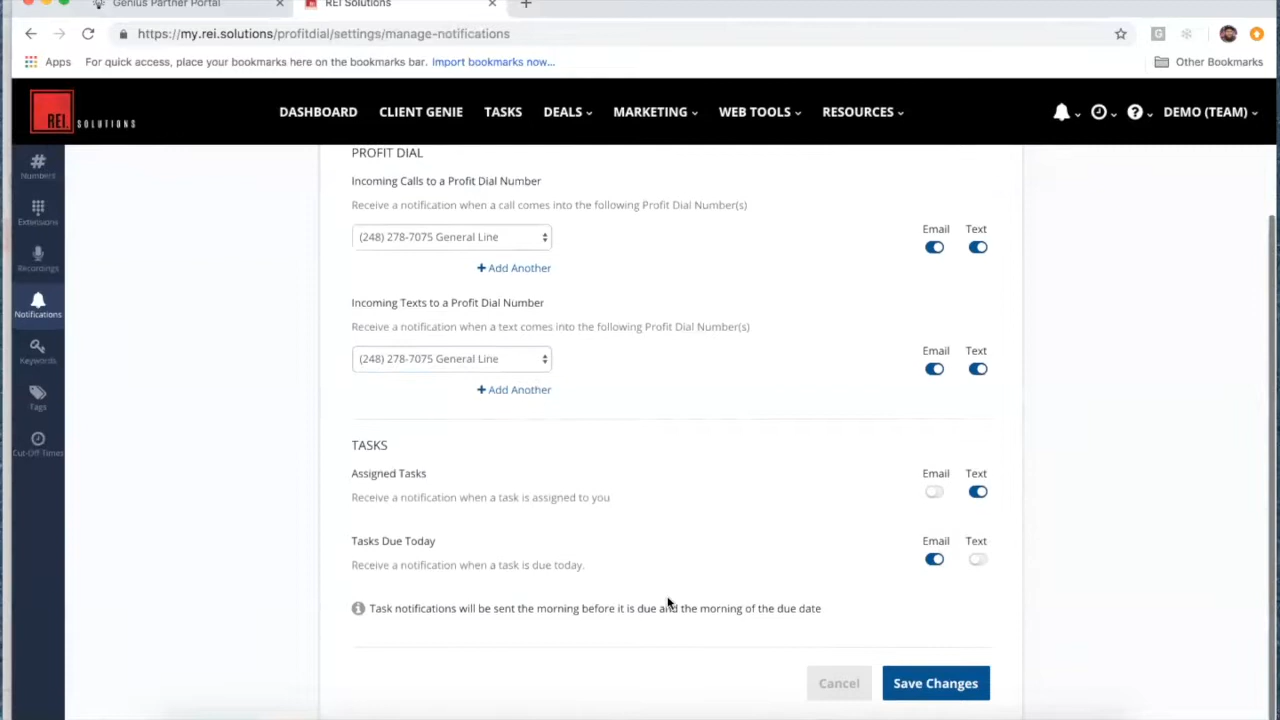 Genius Partner Portal
REI Solutions
https://my.rei.solutions/profitdial/settings/manage-notifications
Apps For quick access, place your bookmarks here on the bookmarks bar. Import bookmarks now... Other Bookmarks
REI SOLUTIONS
DASHBOARD CLIENT GENIE TASKS DEALS MARKETING WEB TOOLS RESOURCES DEMO (TEAM)
Numbers
Extensions
Recordings
Notifications
Keywords
Tags
Cut-Off Times
PROFIT DIAL
Incoming Calls to a Profit Dial Number
Receive a notification when a call comes into the following Profit Dial Number(s)
Email Text
(248) 278-7075 General Line
+ Add Another
Incoming Texts to a Profit Dial Number
Receive a notification when a text comes into the following Profit Dial Number(s)
Email Text
(248) 278-7075 General Line
+ Add Another
TASKS
Assigned Tasks
Email Text
Receive a notification when a task is assigned to you
Tasks Due Today
Email Text
Receive a notification when a task is due today.
Task notifications will be sent the morning before it is due and the morning of the due date
Cancel Save Changes